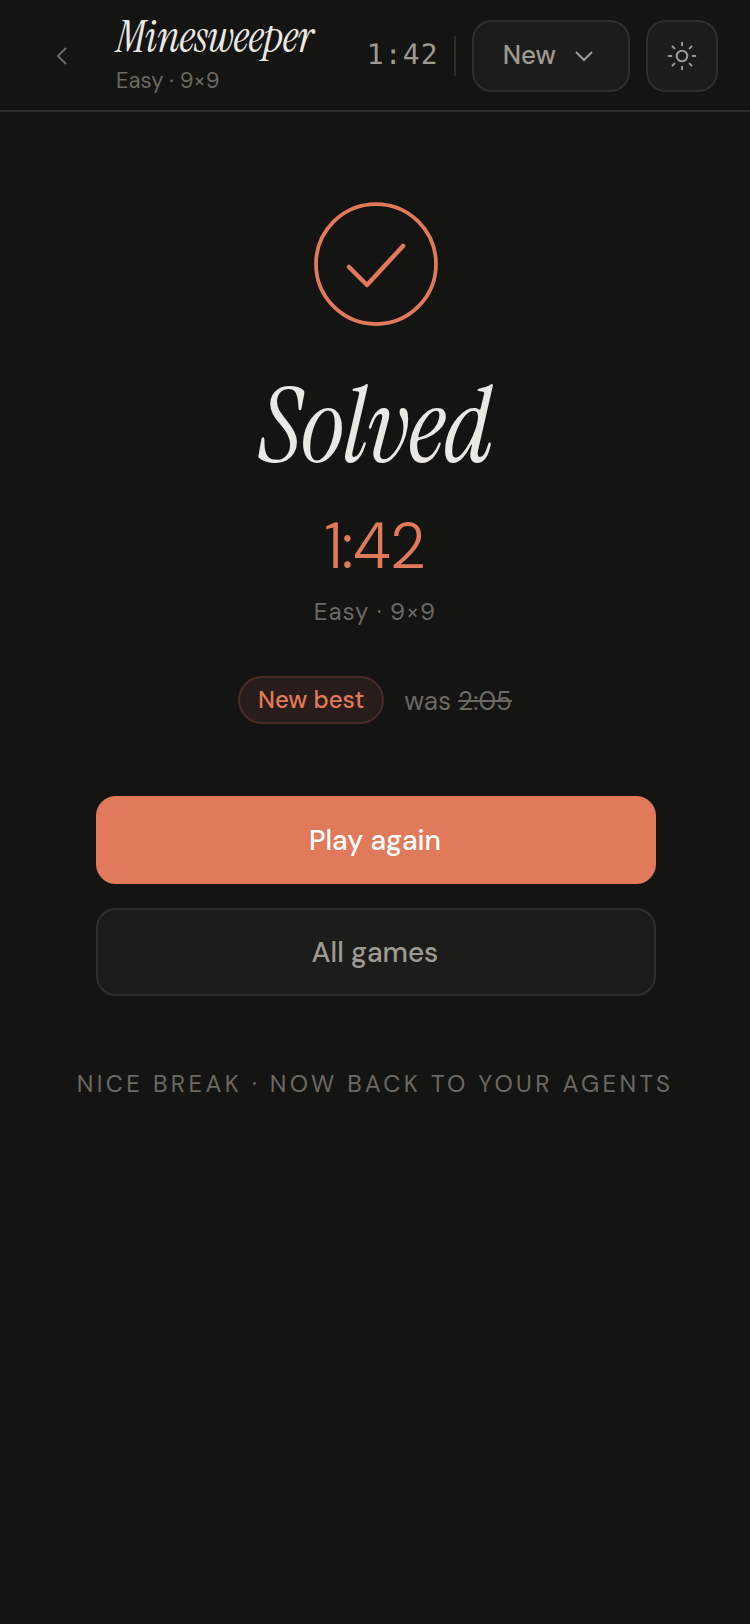 Minesweeper
Easy · 9×9
1:42
New
Solved
1:42
Easy · 9×9
New best was 2:05
Play again
All games
NICE BREAK · NOW BACK TO YOUR AGENTS